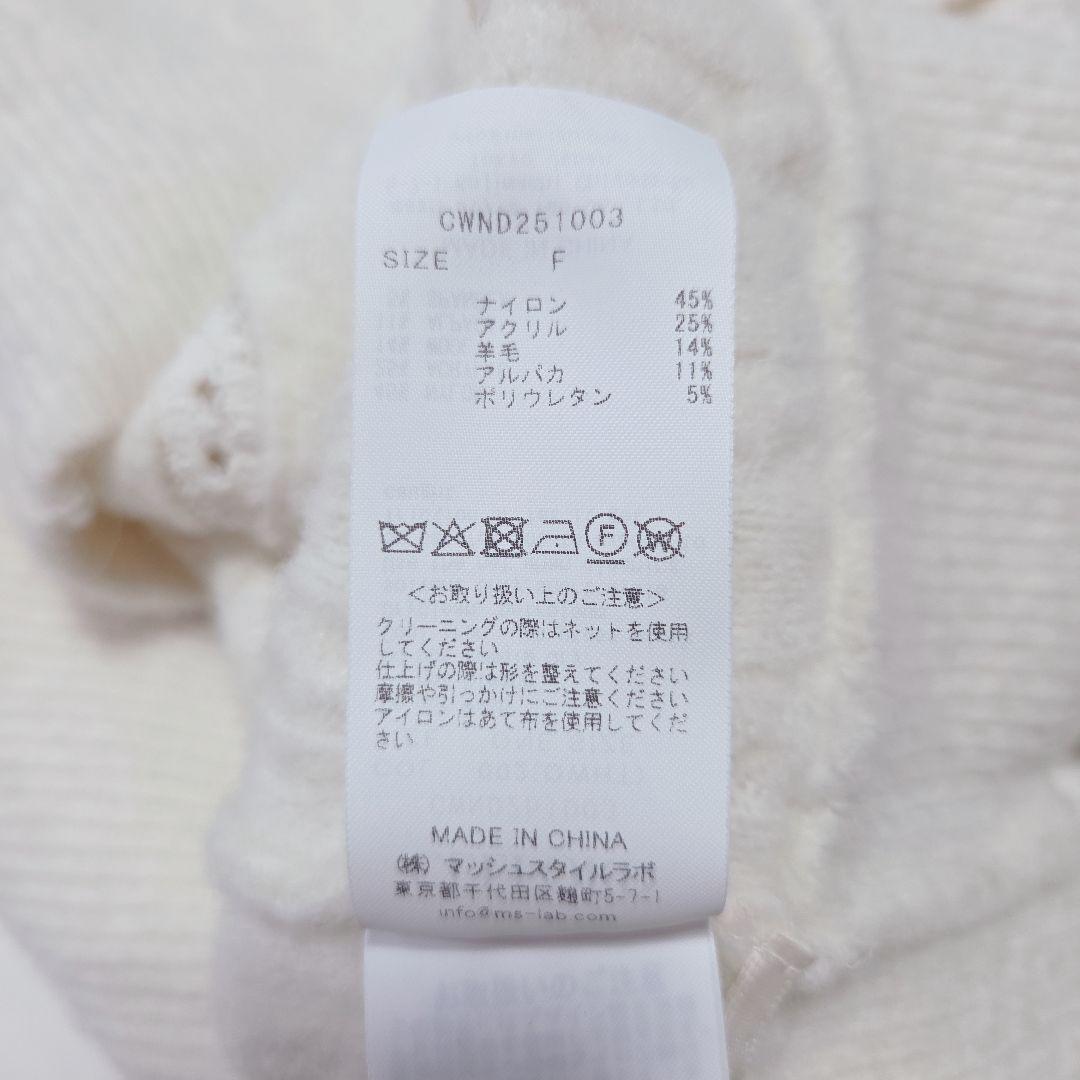 CWND251003
SIZE F
ナイロン 45%
アクリル 25%
羊毛 14%
アルパカ 11%
ポリウレタン 5%
F W
<お取り扱い上のご注意>
クリーニングの際はネットを使用
してください
仕上げの際は形を整えてください
摩擦や引っかけにご注意ください
アイロンはあて布を使用してくだ
さい
MADE IN CHINA
(株) マッシュスタイルラボ
東京都千代田区麹町5-7-1
info@ms-lab.com